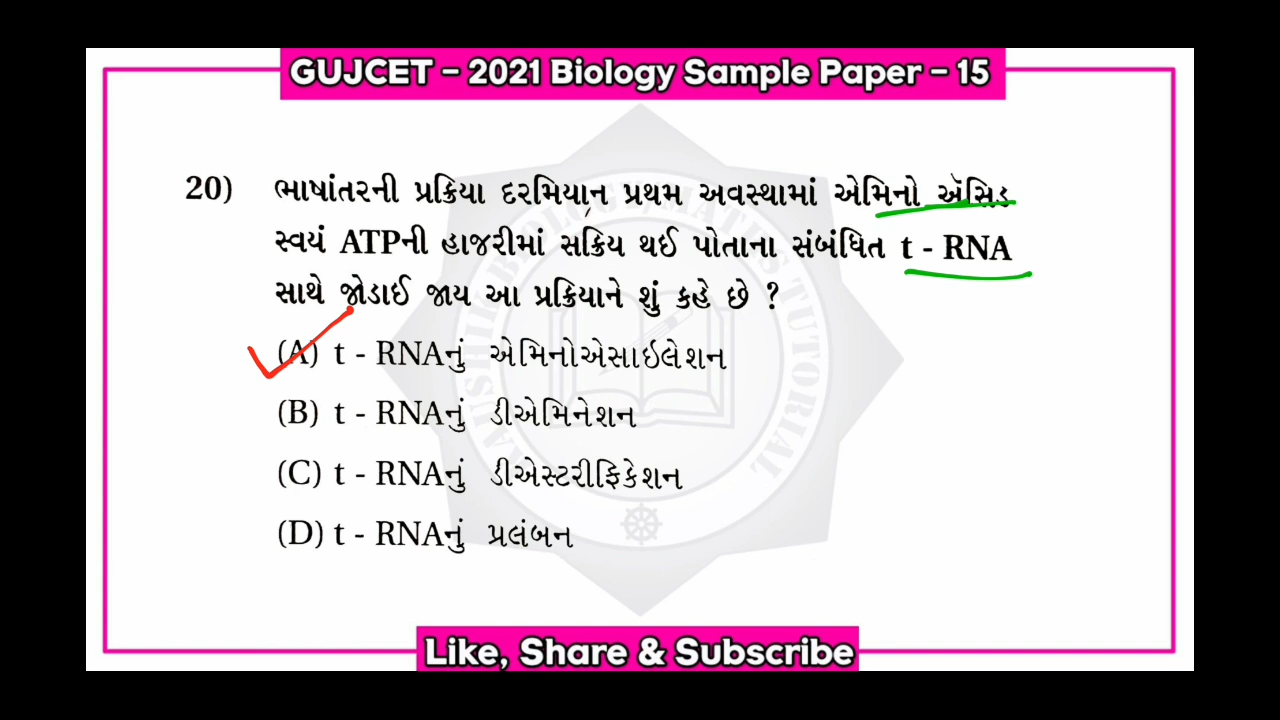 GUJCET – 2021 Biology Sample Paper – 15
20) ભાષાંતરની પ્રક્રિયા દરમિયાન પ્રથમ અવસ્થામાં એમિનો ઍસિડ
સ્વયં ATPની હાજરીમાં સક્રિય થઈ પોતાના સંબંધિત t - RNA
સાથે જોડાઈ જાય આ પ્રક્રિયાને શું કહે છે ?
(A) t - RNAનું એમિનોએસાઇલેશન
(B) t - RNAનું ડીએમિનેશન
(C) t - RNAનું ડીએસ્ટરીફિકેશન
(D) t - RNAનું પ્રલંબન
Like, Share & Subscribe